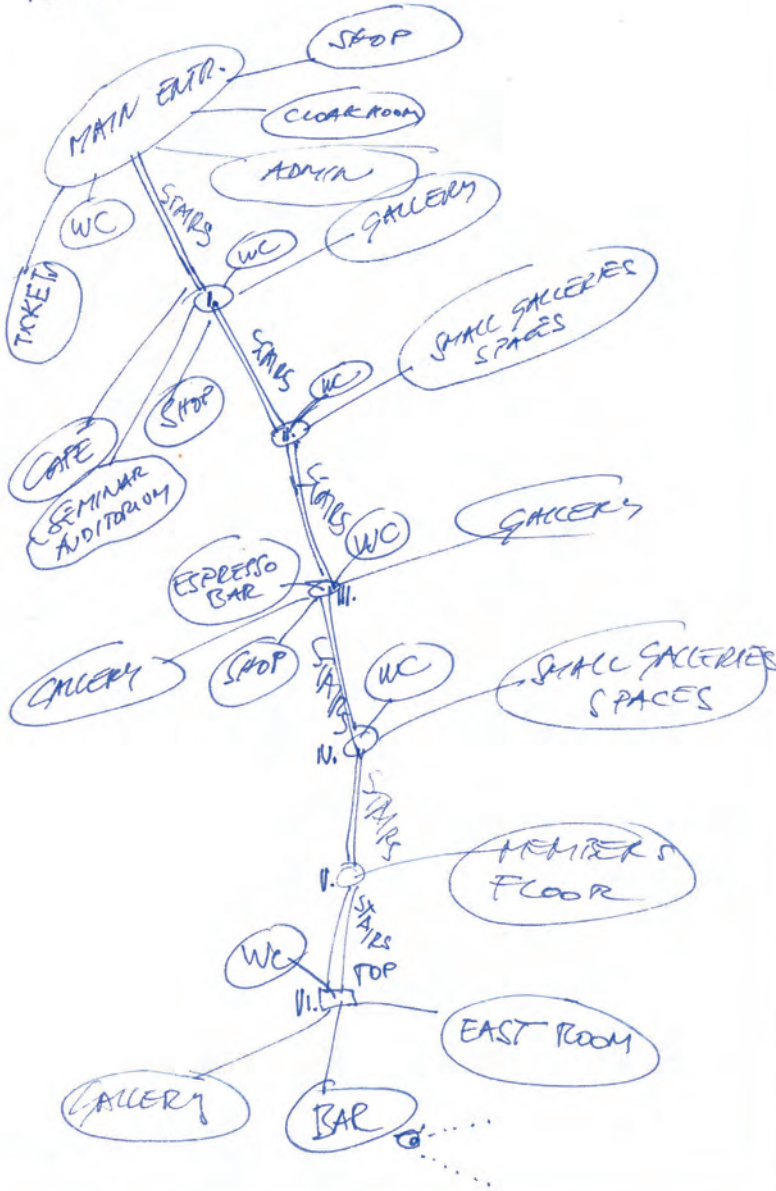 SHOP
MAIN ENTR.
CLOAKROOM
ADMIN
STAIRS
GALLERY
WC
WC
TICKETS
I.
SMALL GALLERIES
SPACES
STAIRS
WC
SHOP
II.
CAFE
SEMINAR
AUDITORIUM
STAIRS
GALLERY
WC
ESPRESSO
BAR
III.
GALLERY
SHOP
STAIRS
WC
SMALL GALLERIES
SPACES
IV.
STAIRS
MEMBERS
FLOOR
V.
STAIRS
WC
TOP
VI.
EAST ROOM
GALLERY
BAR